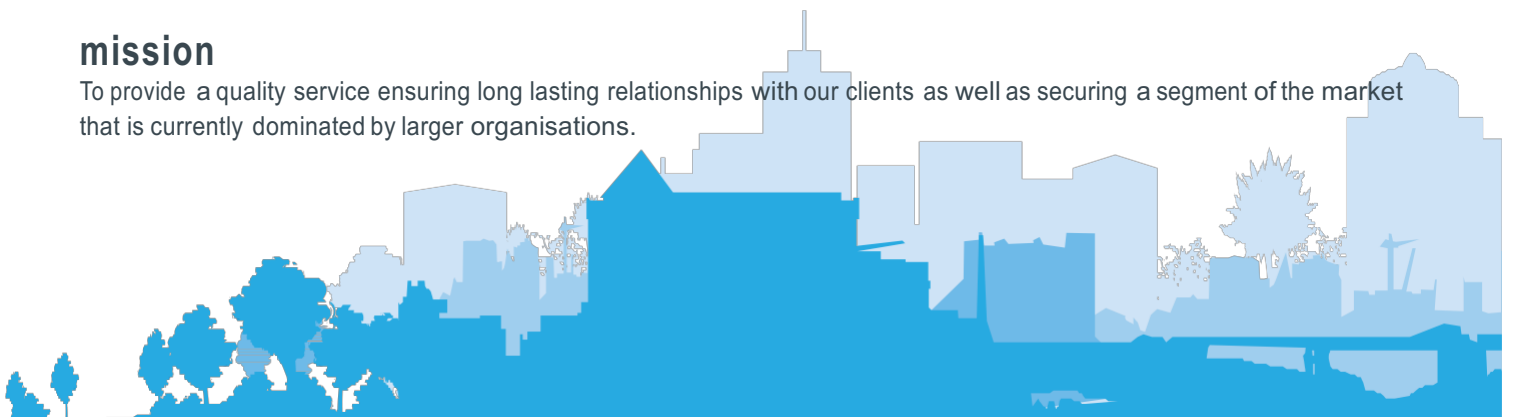 mission
To provide a quality service ensuring long lasting relationships with our clients as well as securing a segment of the market
that is currently dominated by larger organisations.